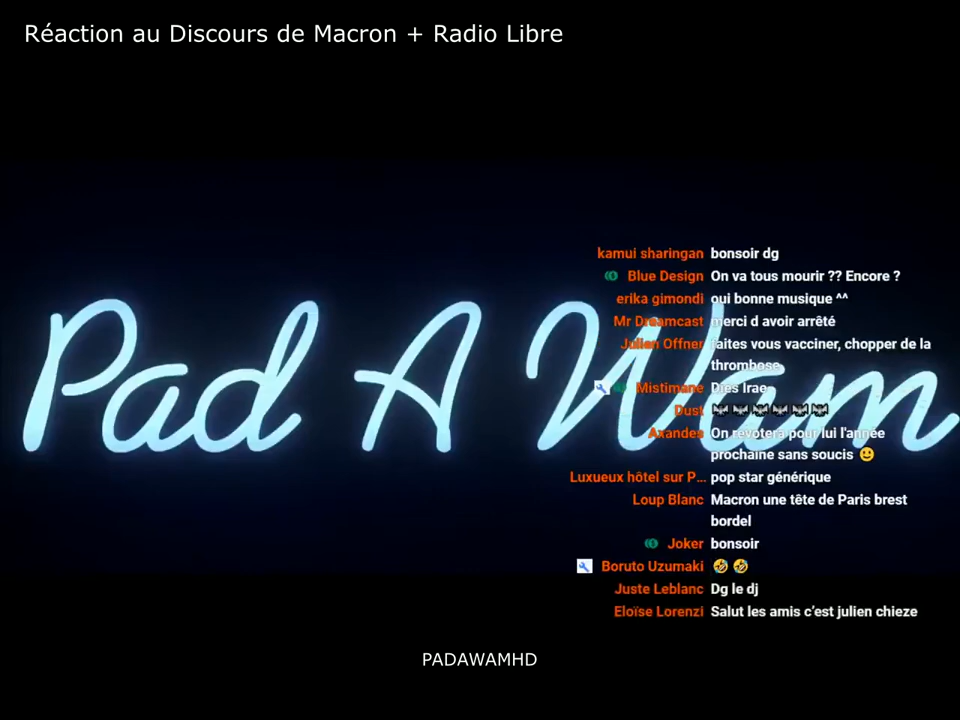 Réaction au Discours de Macron + Radio Libre
kamui sharingan bonsoir dg
Blue Design On va tous mourir ?? Encore ?
erika gimondi oui bonne musique ^^
Mr Dreamcast merci d avoir arrêté
Julien Offner faites vous vacciner, chopper de la
thrombose
Mistimane Dies Irae
Dust
Axandes On revotera pour lui l'année
prochaine sans soucis 🙂
Luxueux hôtel sur P... pop star générique
Loup Blanc Macron une tête de Paris brest
bordel
Joker bonsoir
Boruto Uzumaki 🤣 🤣
Juste Leblanc Dg le dj
Eloïse Lorenzi Salut les amis c'est julien chieze
Pad A Wam
PADAWAMHD